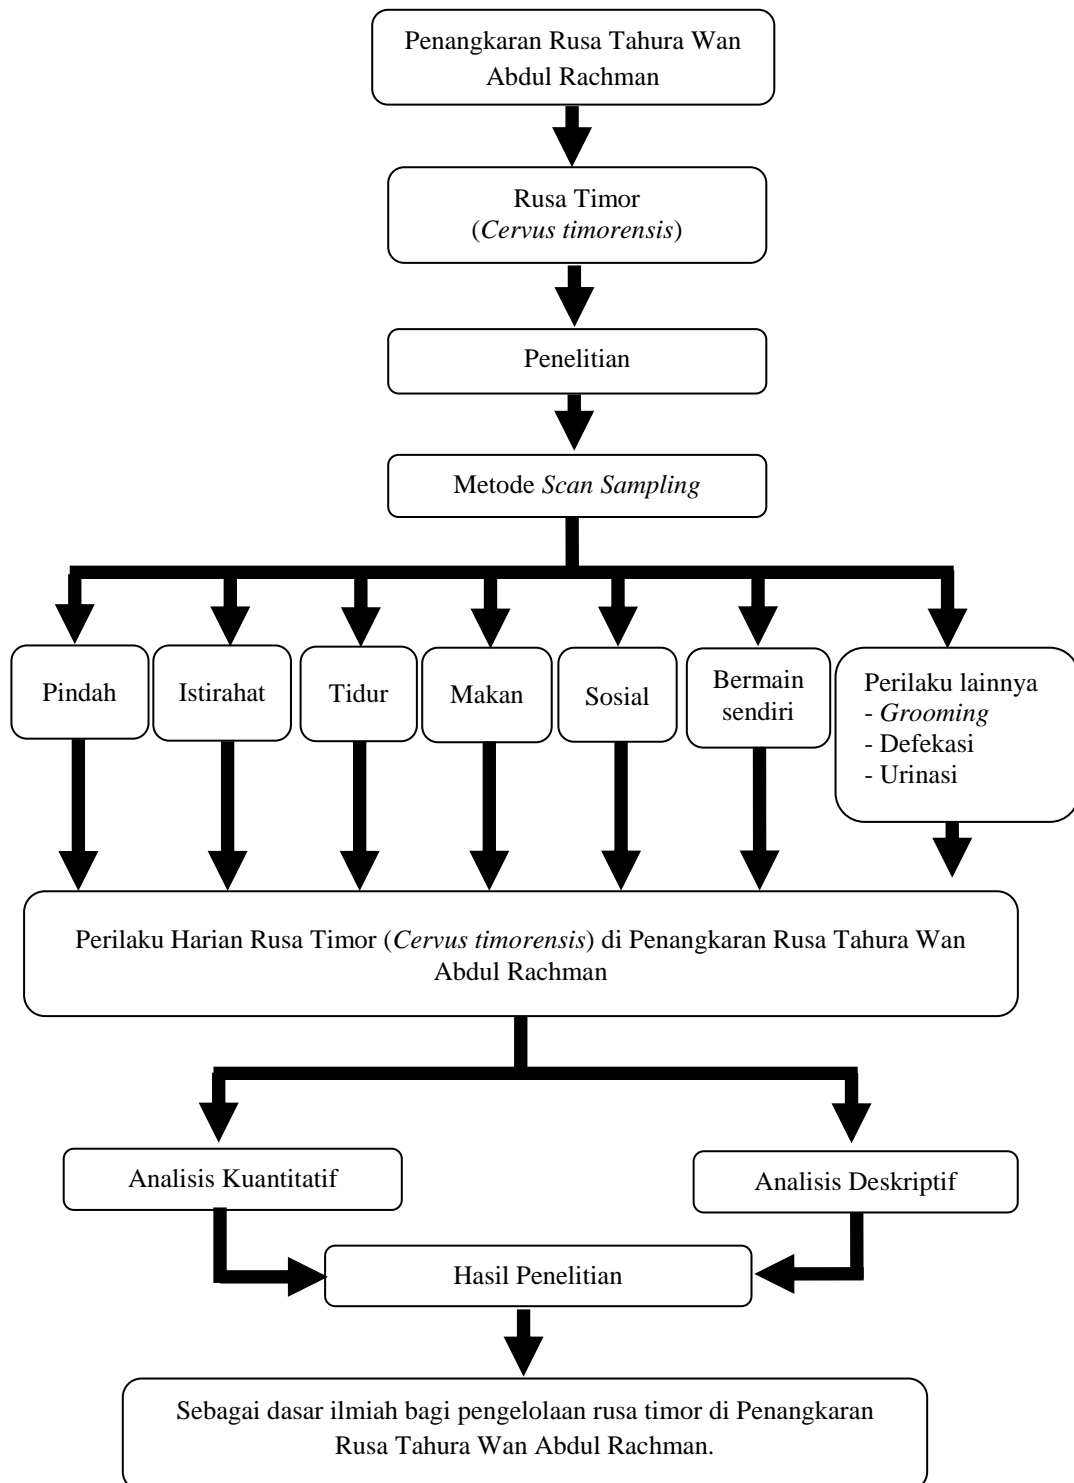 Penangkaran Rusa Tahura Wan
Abdul Rachman
Rusa Timor
(Cervus timorensis)
Penelitian
Metode Scan Sampling
Pindah
Istirahat
Tidur
Makan
Sosial
Bermain
sendiri
Perilaku lainnya
- Grooming
- Defekasi
- Urinasi
Perilaku Harian Rusa Timor (Cervus timorensis) di Penangkaran Rusa Tahura Wan
Abdul Rachman
Analisis Kuantitatif
Analisis Deskriptif
Hasil Penelitian
Sebagai dasar ilmiah bagi pengelolaan rusa timor di Penangkaran
Rusa Tahura Wan Abdul Rachman.